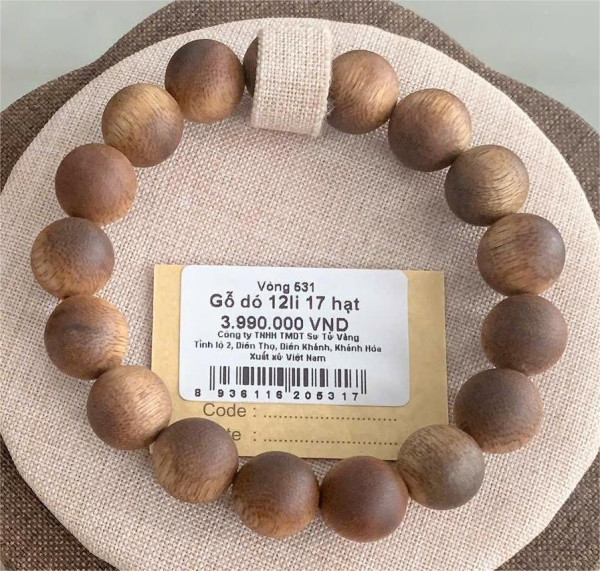 Vòng 531
Gỗ dó 12li 17 hạt
3.990.000 VND
Công ty TNHH TMDT Sư Tử Vàng
Tỉnh lộ 2, Diên Thọ, Diên Khánh, Khánh Hòa
Xuất xứ Việt Nam
8 936116 205317
Code : ................................
: ................................